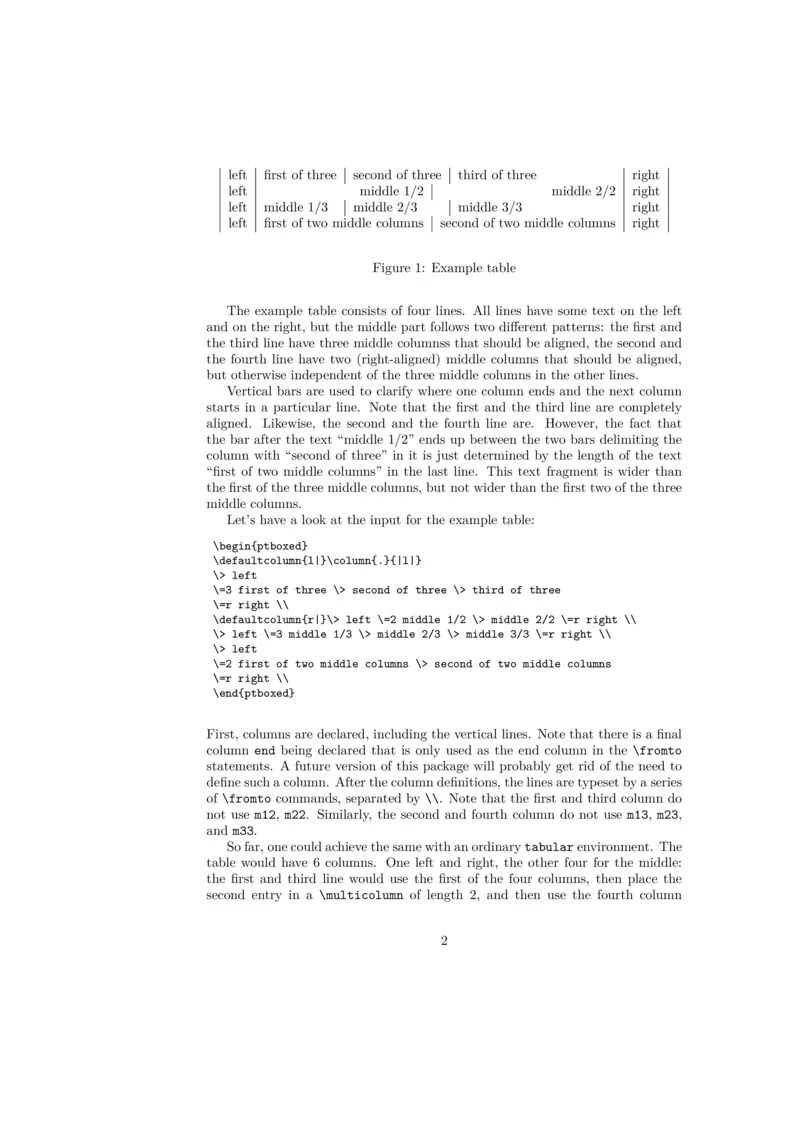 left first of three second of three third of three right
left middle 1/2 middle 2/2 right
left middle 1/3 middle 2/3 middle 3/3 right
left first of two middle columns second of two middle columns right
Figure 1: Example table
The example table consists of four lines. All lines have some text on the left
and on the right, but the middle part follows two different patterns: the first and
the third line have three middle columnss that should be aligned, the second and
the fourth line have two (right-aligned) middle columns that should be aligned,
but otherwise independent of the three middle columns in the other lines.
Vertical bars are used to clarify where one column ends and the next column
starts in a particular line. Note that the first and the third line are completely
aligned. Likewise, the second and the fourth line are. However, the fact that
the bar after the text “middle 1/2” ends up between the two bars delimiting the
column with “second of three” in it is just determined by the length of the text
“first of two middle columns” in the last line. This text fragment is wider than
the first of the three middle columns, but not wider than the first two of the three
middle columns.
Let’s have a look at the input for the example table:
\begin{ptboxed}
\defaultcolumn{l|}\column{.}{|l|}
\> left
\=3 first of three \> second of three \> third of three
\=r right \\
\defaultcolumn{r|}\> left \=2 middle 1/2 \> middle 2/2 \=r right \\
\> left \=3 middle 1/3 \> middle 2/3 \> middle 3/3 \=r right \\
\> left
\=2 first of two middle columns \> second of two middle columns
\=r right \\
\end{ptboxed}
First, columns are declared, including the vertical lines. Note that there is a final
column end being declared that is only used as the end column in the \fromto
statements. A future version of this package will probably get rid of the need to
define such a column. After the column definitions, the lines are typeset by a series
of \fromto commands, separated by \\. Note that the first and third column do
not use m12, m22. Similarly, the second and fourth column do not use m13, m23,
and m33.
So far, one could achieve the same with an ordinary tabular environment. The
table would have 6 columns. One left and right, the other four for the middle:
the first and third line would use the first of the four columns, then place the
second entry in a \multicolumn of length 2, and then use the fourth column
2